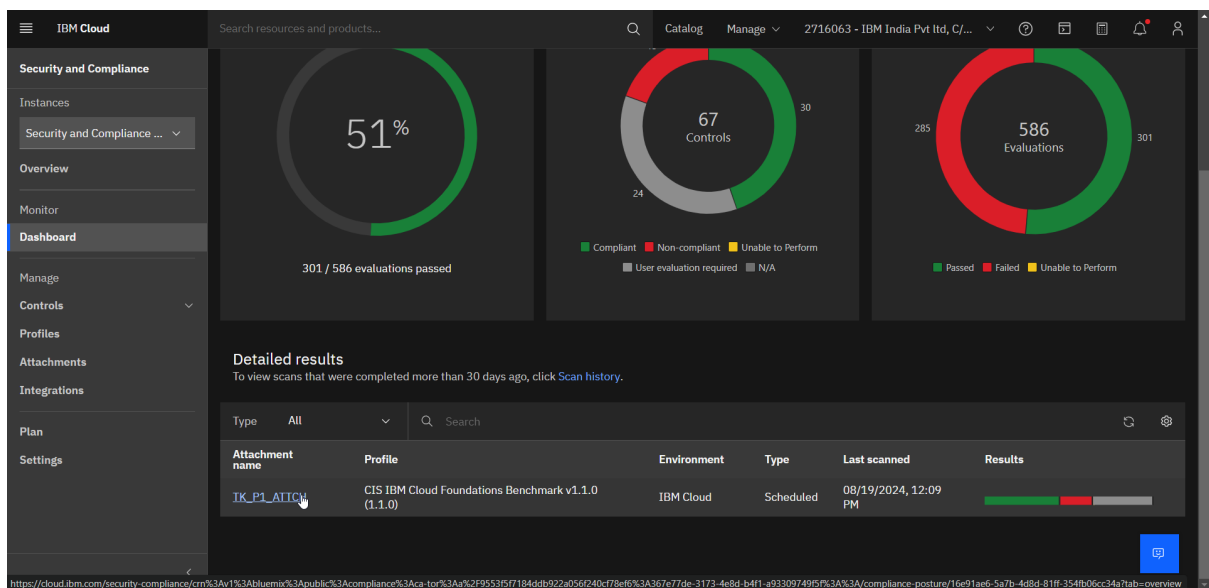 IBM Cloud
Search resources and products...
Catalog
Manage
2716063 - IBM India Pvt ltd, C/...
Security and Compliance
Instances
Security and Compliance ...
Overview
Monitor
Dashboard
Manage
Controls
Profiles
Attachments
Integrations
Plan
Settings
51%
301 / 586 evaluations passed
67
Controls
30
24
Compliant Non-compliant Unable to Perform
User evaluation required N/A
285
586
Evaluations
301
Passed Failed Unable to Perform
Detailed results
To view scans that were completed more than 30 days ago, click Scan history.
Type All Search
Attachment name Profile Environment Type Last scanned Results
TK_P1_ATTCH CIS IBM Cloud Foundations Benchmark v1.1.0 (1.1.0) IBM Cloud Scheduled 08/19/2024, 12:09 PM
https://cloud.ibm.com/security-compliance/crn%3Av1%3Abluemix%3Apublic%3Acompliance%3Aca-tor%3Aa%2F9553f5f7184ddb922a056f240cf78ef6%3A367e77de-3173-4e8d-b4f1-a93309749f5f%3A%3A/compliance-posture/16e91ae6-5a7b-4d8d-81ff-354fb06cc34a?tab=overview